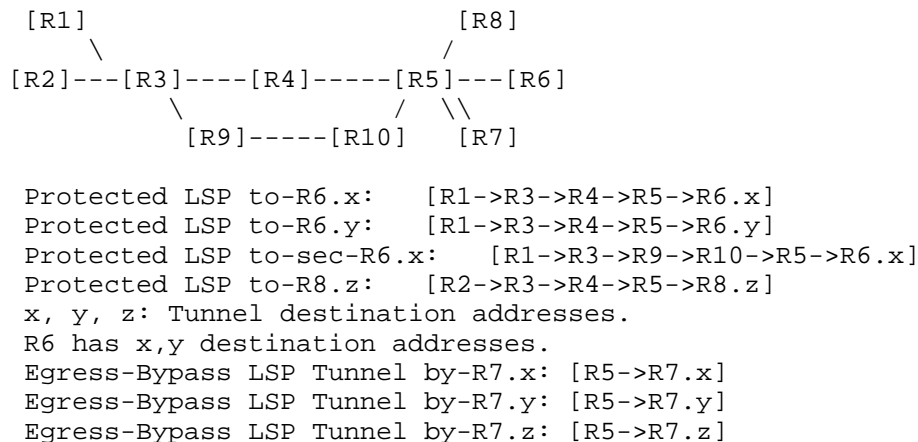 [R1] [R8]
\ /
[R2]---[R3]----[R4]-----[R5]---[R6]
\ / \\
[R9]-----[R10] [R7]
Protected LSP to-R6.x: [R1->R3->R4->R5->R6.x]
Protected LSP to-R6.y: [R1->R3->R4->R5->R6.y]
Protected LSP to-sec-R6.x: [R1->R3->R9->R10->R5->R6.x]
Protected LSP to-R8.z: [R2->R3->R4->R5->R8.z]
x, y, z: Tunnel destination addresses.
R6 has x,y destination addresses.
Egress-Bypass LSP Tunnel by-R7.x: [R5->R7.x]
Egress-Bypass LSP Tunnel by-R7.y: [R5->R7.y]
Egress-Bypass LSP Tunnel by-R7.z: [R5->R7.z]